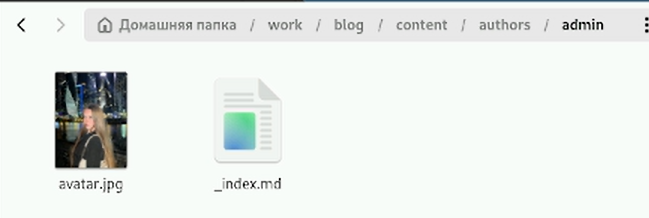 Домашняя папка / work / blog / content / authors / admin
avatar.jpg
_index.md